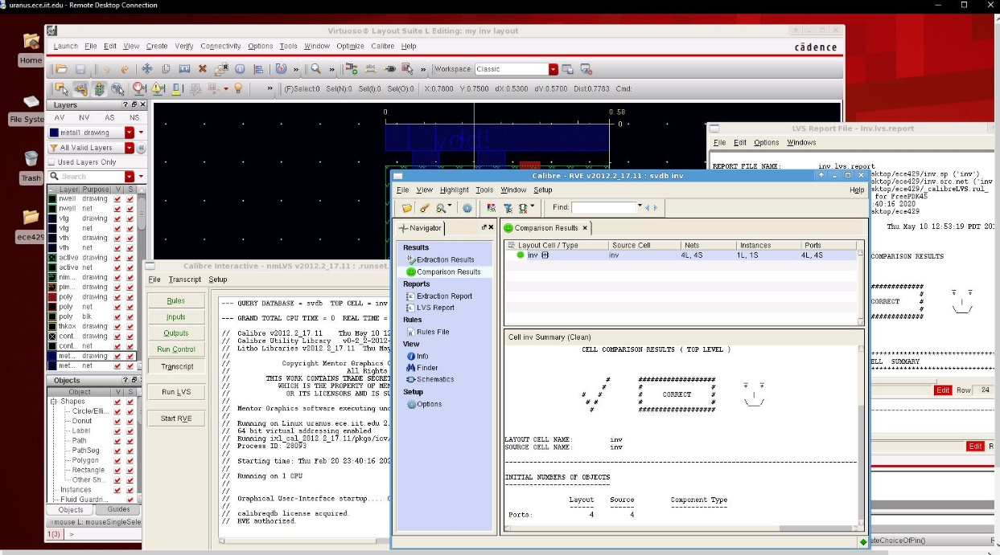 uranus.ece.iit.edu - Remote Desktop Connection
Home
File Syste
Trash
ece429
Virtuoso® Layout Suite L Editing: my inv layout
Launch File Edit View Create Verify Connectivity Options Tools Window Optimize Calibre Help
cādence
Workspace: Classic
(F)Select:0 Sel(N):0 Sel(I):0 Sel(O):0 X:0.7800 Y:0.7500 dX:0.5300 dY:0.5700 Dist:0.7783 Cmd:
Layers
AV NV AS NS
metal1 drawing
All Valid Layers
Used Layers Only
Search
Layer Purpose V S
nwell drawing
nwell net
vtg drawing
vtg net
vth drawing
vth net
active drawing
active net
nim... drawing
pim... drawing
poly drawing
poly net
poly blk
thkox drawing
cont... drawing
cont... net
met... drawing
met... net
Objects
Object V S
Shapes
Circle/Elli...
Donut
Label
Path
PathSeg
Polygon
Rectangle
Other Sh...
Instances
Fluid Guardri...
Objects Guides
mouse L: mouseSingleSele
1(3) >
0
0.58
0
vdd!
LVS Report File - inv.lvs.report
File Edit Options Windows
REPORT FILE NAME: inv.lvs.report
sktop/ece429/inv.sp ('inv')
sktop/ece429/inv.src.net ('inv
sktop/ece429/_calibreLVS.rul_
for FreePDK45
:40:16 2020
sktop/ece429
Thu May 10 12:53:19 PDT 201
COMPARISON RESULTS
##############
#
CORRECT #
#
##############
ELL SUMMARY
Edit Row 24
Edit R
eteChoiceOfPin()
Calibre Interactive - nmLVS v2012.2_17.11 : .runset.
File Transcript Setup
Rules
Inputs
Outputs
Run Control
Transcript
Run LVS
Start RVE
--- QUERY DATABASE = svdb TOP CELL = inv
--- GRAND TOTAL CPU TIME = 0 REAL TIME =
// Calibre v2012.2_17.11 Thu May 10 12
// Calibre Utility Library v0-2_2-2012-
// Litho Libraries v2012.2_17.11 Thu May
//
// Copyright Mentor Graphics C
// All Rights
// THIS WORK CONTAINS TRADE SECRET
// WHICH IS THE PROPERTY OF MEN
// OR ITS LICENSORS AND IS SU
//
// Mentor Graphics software executing und
//
// Running on Linux uranus.ece.iit.edu 2.
// 64 bit virtual addressing enabled
// Running ixl_cal_2012.2_17.11/pkgs/icv/
// Process ID: 28093
//
// Starting time: Thu Feb 20 23:40:16 202
//
// Running on 1 CPU
//
//
// Graphical User-Interface startup.... C
//
// calibreqdb license acquired.
// RVE authorized.
Calibre - RVE v2012.2_17.11 : svdb inv
File View Highlight Tools Window Setup Help
Find:
Navigator
Results
Extraction Results
Comparison Results
Reports
Extraction Report
LVS Report
Rules
Rules File
View
Info
Finder
Schematics
Setup
Options
Comparison Results
Layout Cell / Type Source Cell Nets Instances Ports
inv inv 4L, 4S 1L, 1S 4L, 4S
Cell inv Summary (Clean)
CELL COMPARISON RESULTS ( TOP LEVEL )
# ###################
# # #
# # # CORRECT #
# # # #
# ###################
LAYOUT CELL NAME: inv
SOURCE CELL NAME: inv
INITIAL NUMBERS OF OBJECTS
Layout Source Component Type
Ports: 4 4